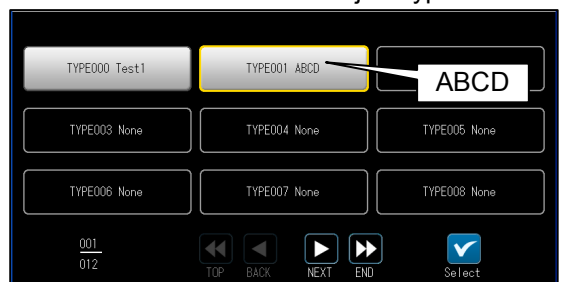 TYPE000 Test1
TYPE001 ABCD
ABCD
TYPE003 None
TYPE004 None
TYPE005 None
TYPE006 None
TYPE007 None
TYPE008 None
001
012
TOP
BACK
NEXT
END
Select